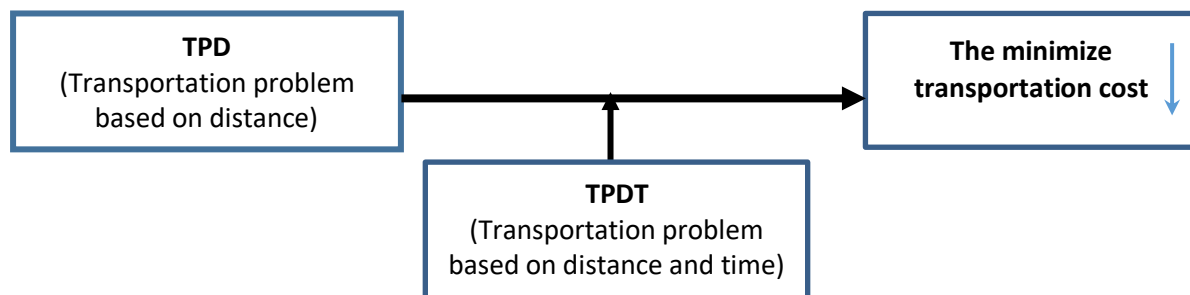 TPD
(Transportation problem
based on distance)
The minimize
transportation cost
TPDT
(Transportation problem
based on distance and time)